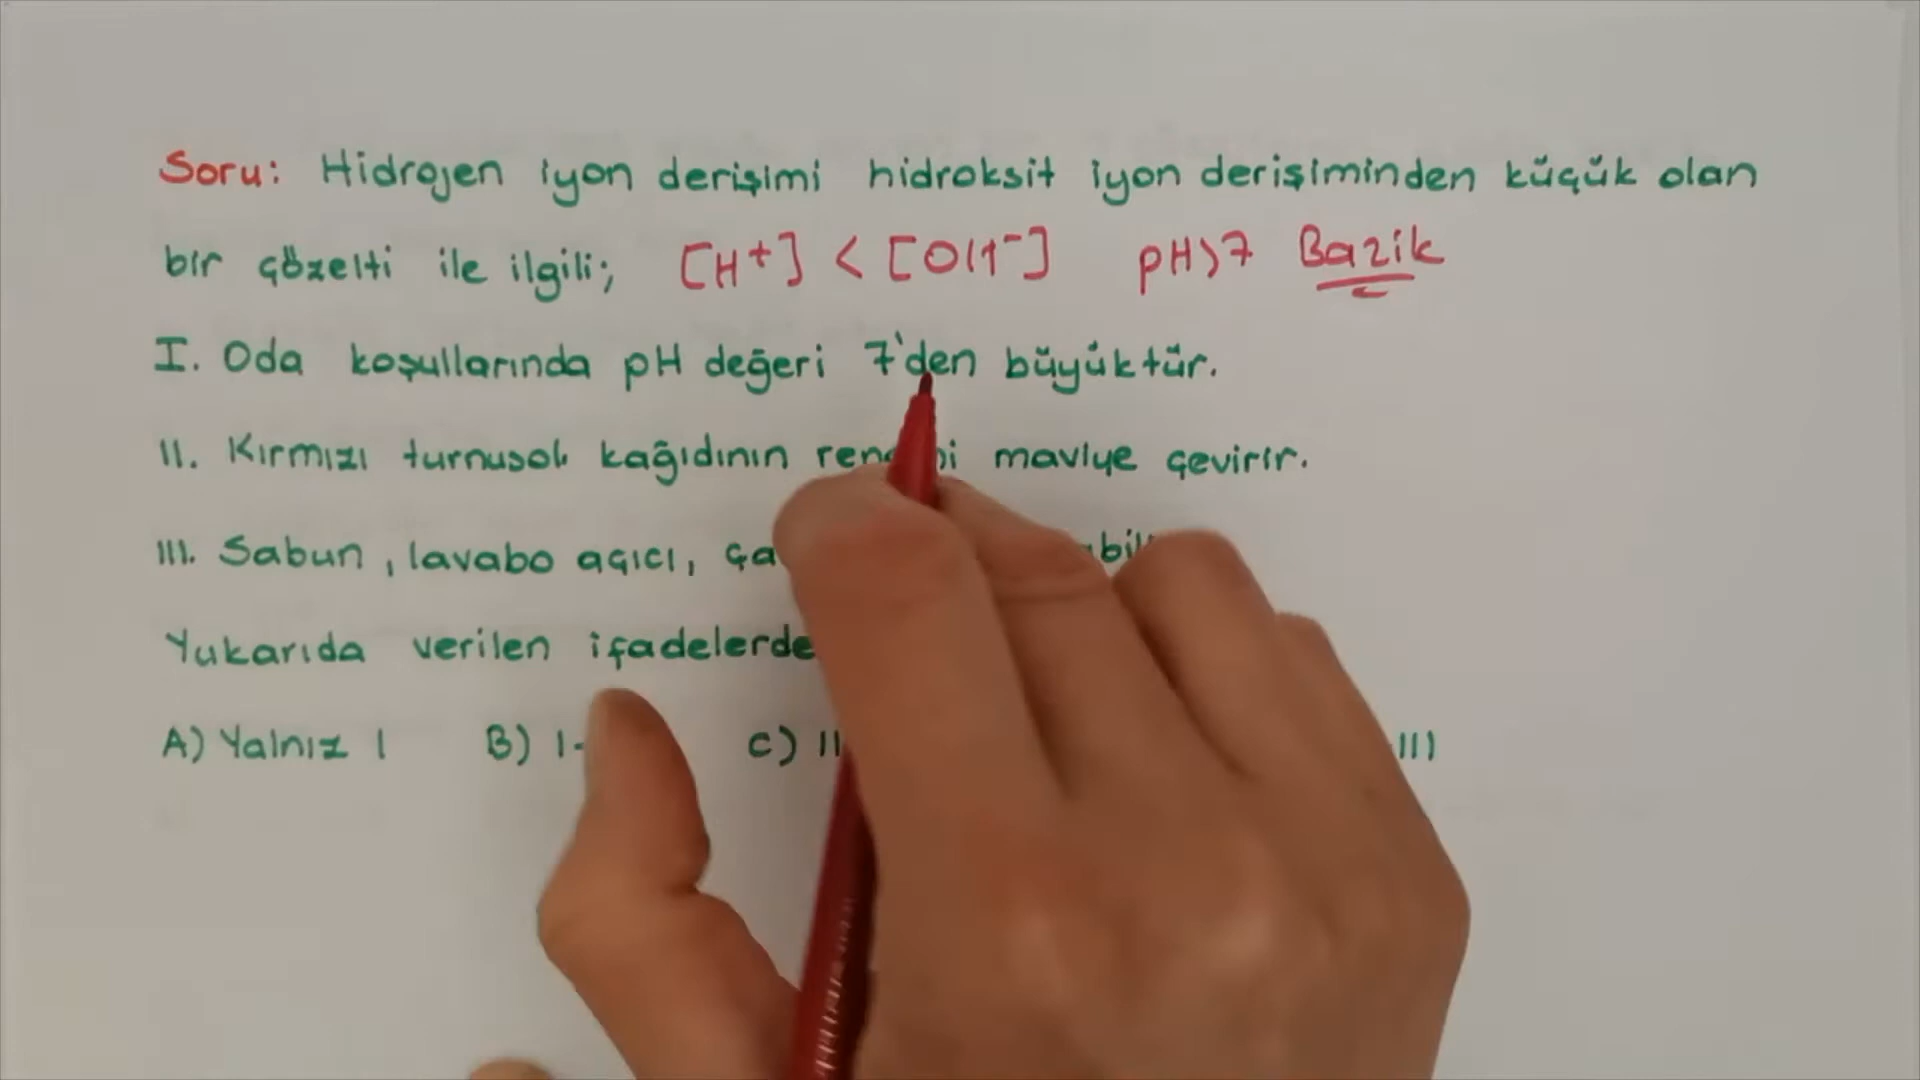 Soru: Hidrojen iyon derişimi hidroksit iyon derişiminden küçük olan
bir çözelti ile ilgili; [H⁺] < [OH⁻] pH>7 Bazik
I. Oda koşullarında pH değeri 7'den büyüktür.
II. Kırmızı turnusol kağıdının maviye çevirir.
III. Sabun, lavabo açıcı,
Yukarıda verilen
A) Yalnız I B) I- C) II -III